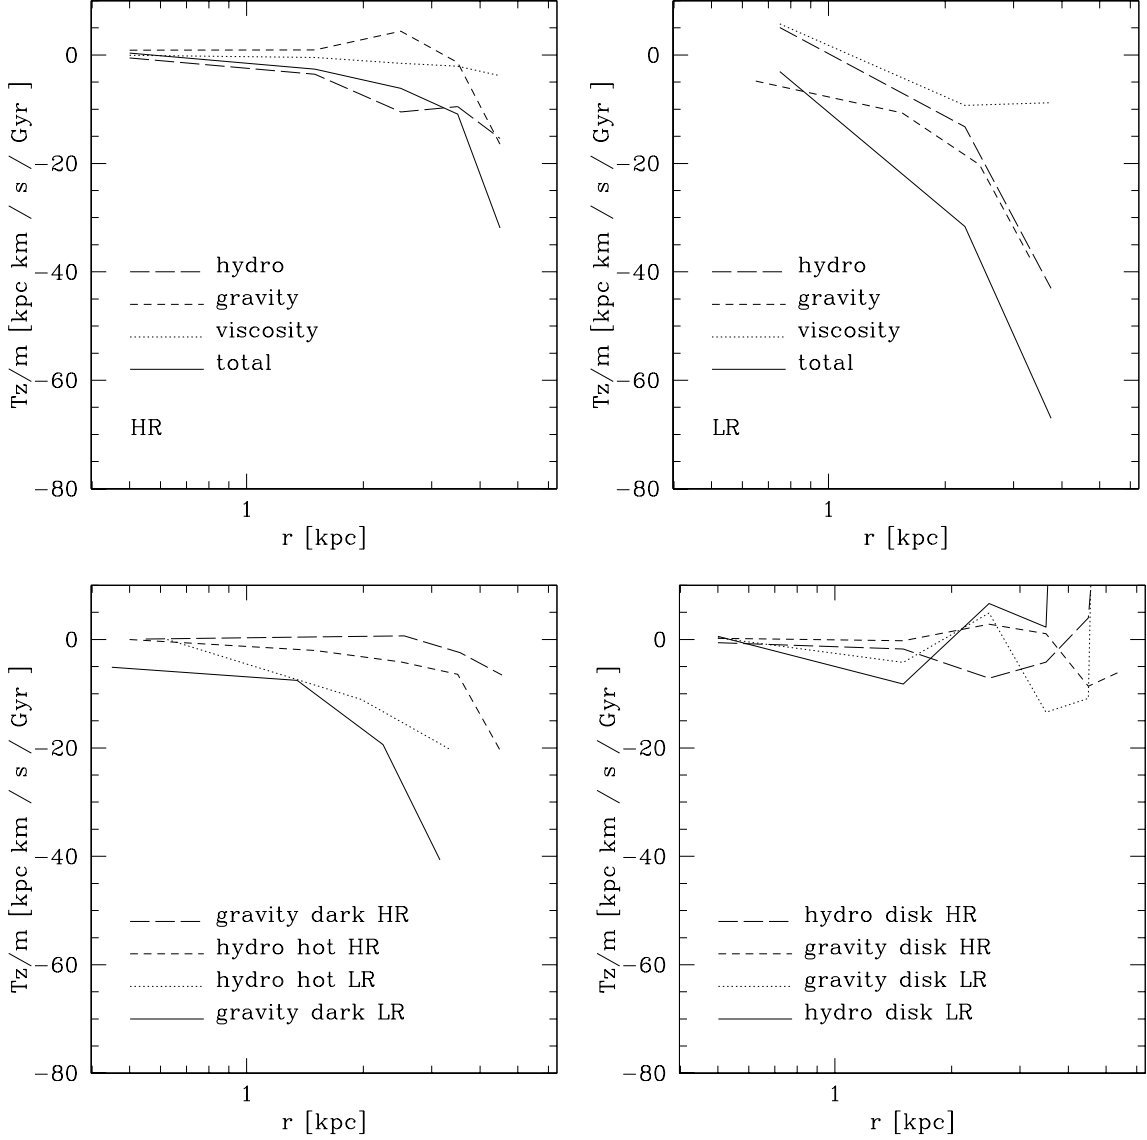 0
−20
−40
−60
−80
Tz/m [kpc km / s / Gyr ]
hydro
gravity
viscosity
total
HR
1
r [kpc]
0
−20
−40
−60
−80
Tz/m [kpc km / s / Gyr ]
hydro
gravity
viscosity
total
LR
1
r [kpc]
0
−20
−40
−60
−80
Tz/m [kpc km / s / Gyr ]
gravity dark HR
hydro hot HR
hydro hot LR
gravity dark LR
1
r [kpc]
0
−20
−40
−60
−80
Tz/m [kpc km / s / Gyr ]
hydro disk HR
gravity disk HR
gravity disk LR
hydro disk LR
1
r [kpc]